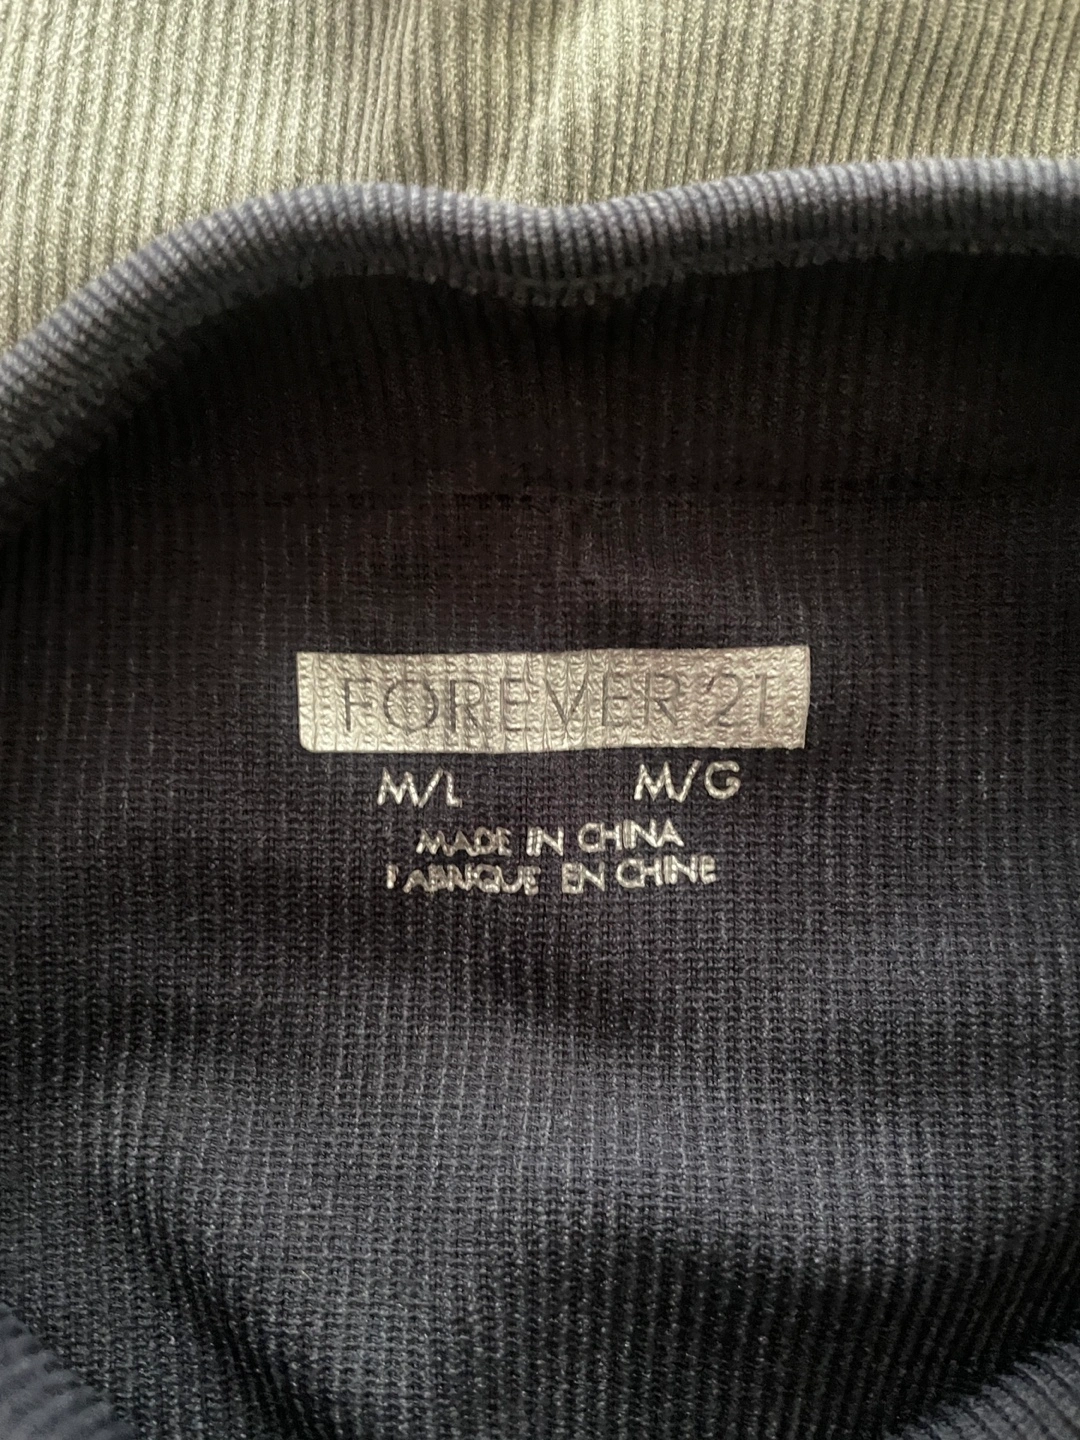 FOREVER 21
M/L M/G
MADE IN CHINA
FABRIQUE EN CHINE